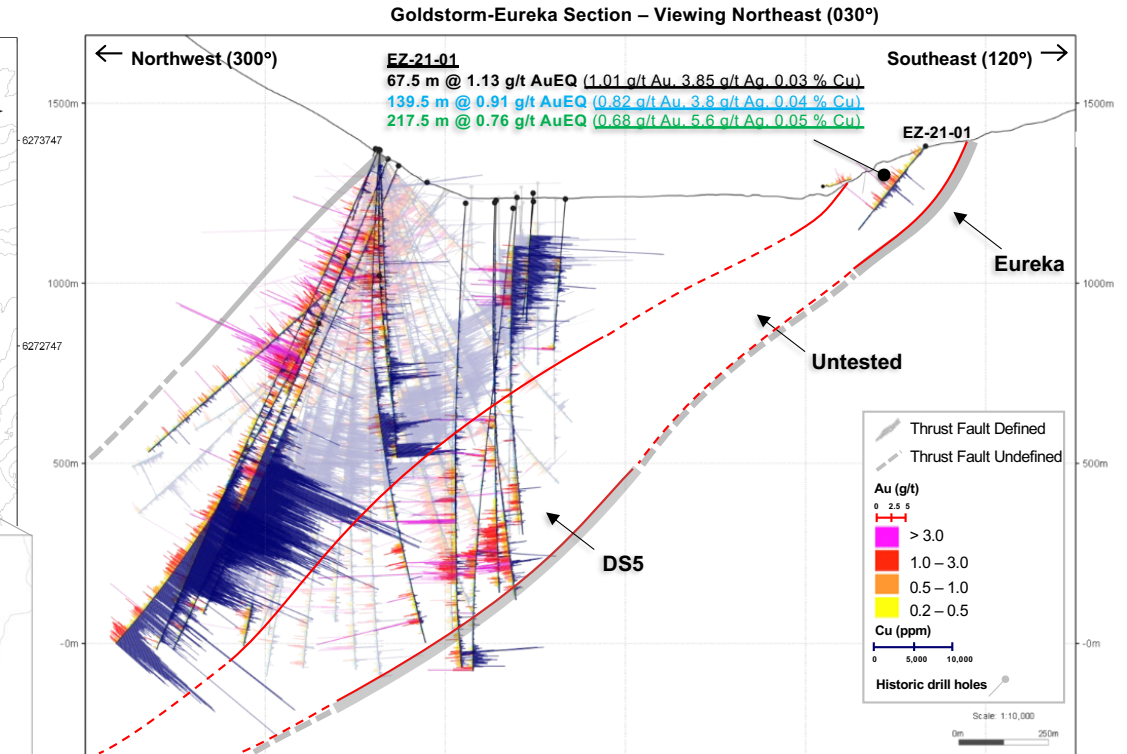 Goldstorm-Eureka Section – Viewing Northeast (030°)
Northwest (300°)
Southeast (120°)
EZ-21-01
67.5 m @ 1.13 g/t AuEQ (1.01 g/t Au, 3.85 g/t Ag, 0.03 % Cu)
139.5 m @ 0.91 g/t AuEQ (0.82 g/t Au, 3.8 g/t Ag, 0.04 % Cu)
217.5 m @ 0.76 g/t AuEQ (0.68 g/t Au, 5.6 g/t Ag, 0.05 % Cu)
1500m
1500m
EZ-21-01
6273747
Eureka
1000m
1000m
6272747
Untested
Thrust Fault Defined
Thrust Fault Undefined
500m
500m
Au (g/t)
0 2.5 5
> 3.0
1.0 – 3.0
0.5 – 1.0
0.2 – 0.5
DS5
Cu (ppm)
-0m
-0m
0 5,000 10,000
Historic drill holes
Scale: 1:10,000
0m 250m